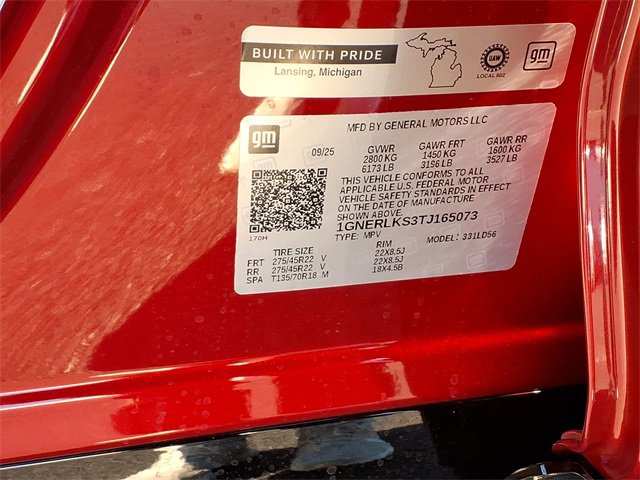 BUILT WITH PRIDE
Lansing, Michigan
UAW
LOCAL 602
gm
gm
MFD BY GENERAL MOTORS LLC
09/25 GVWR GAWR FRT GAWR RR
2800 KG 1450 KG 1600 KG
6173 LB 3196 LB 3527 LB
THIS VEHICLE CONFORMS TO ALL
APPLICABLE U.S. FEDERAL MOTOR
VEHICLE SAFETY STANDARDS IN EFFECT
ON THE DATE OF MANUFACTURE
SHOWN ABOVE.
1GNERLKS3TJ165073
170H
TYPE: MPV MODEL: 331LD56
TIRE SIZE RIM
FRT 275/45R22 V 22X8.5J
RR 275/45R22 V 22X8.5J
SPA T135/70R18 M 18X4.5B